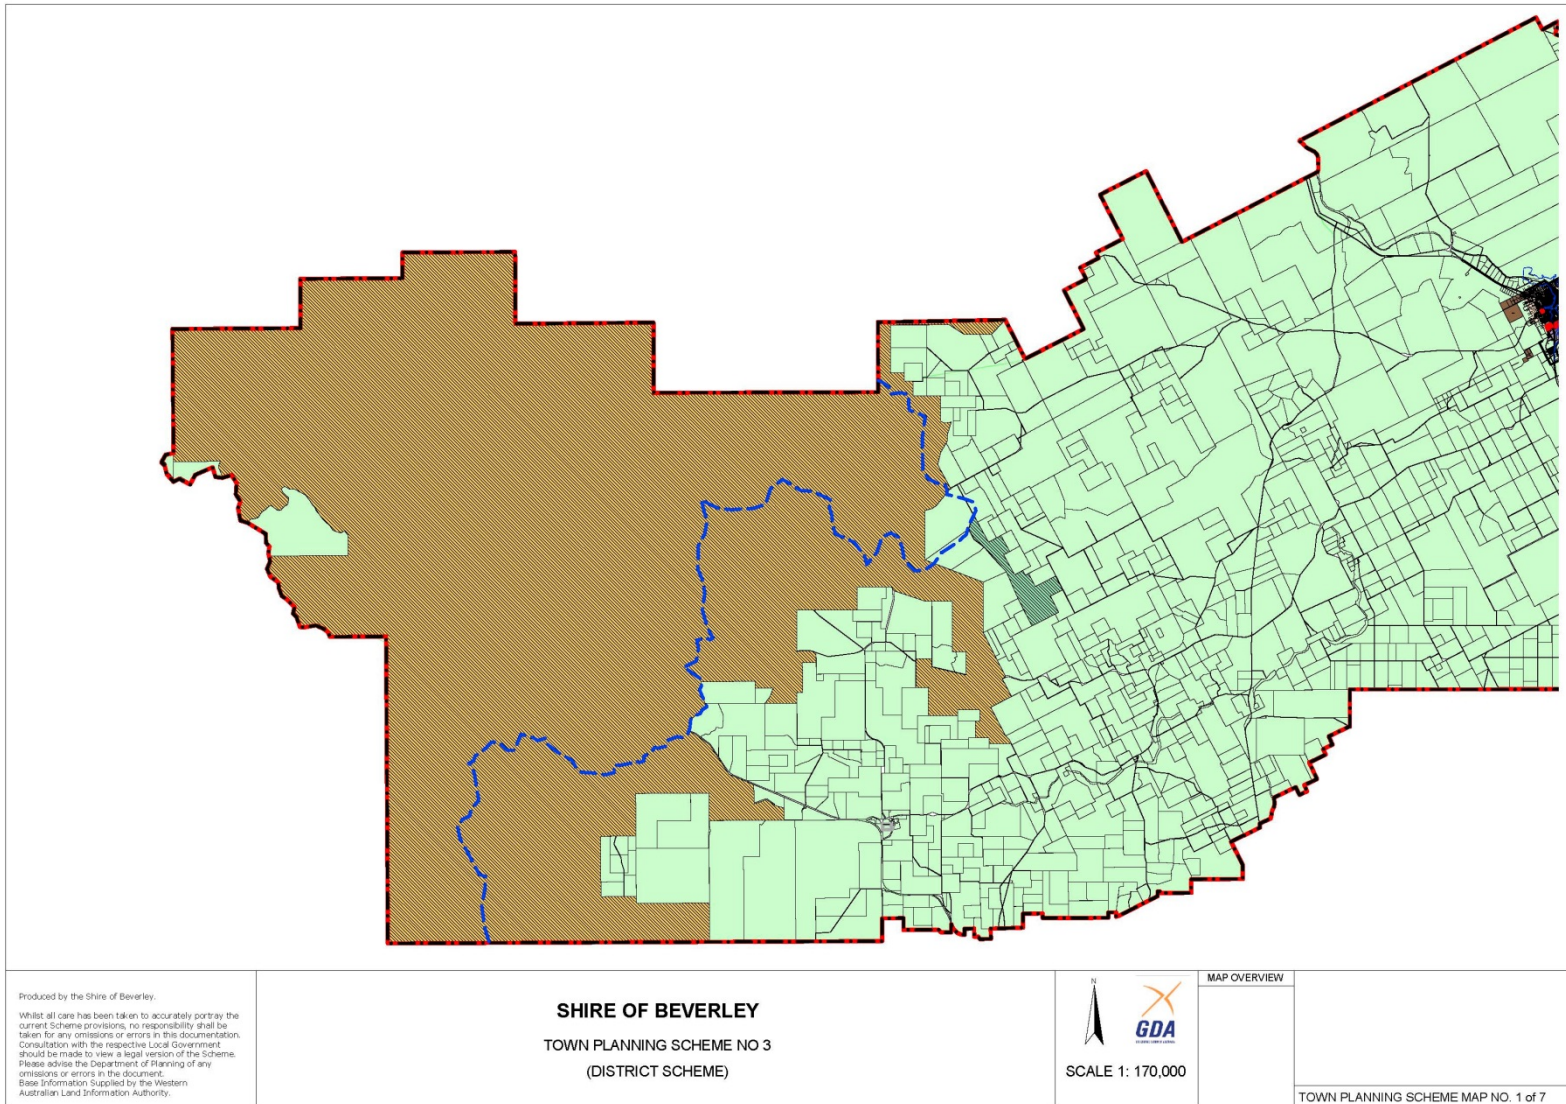 Produced by the Shire of Beverley.
Whilst all care has been taken to accurately portray the
current Scheme provisions, no responsibility shall be
taken for any omissions or errors in this documentation.
Consultation with the respective Local Government
should be made to view a legal version of the Scheme.
Please advise the Department of Planning of any
omissions or errors in the document.
Base Information Supplied by the Western
Australian Land Information Authority.
SHIRE OF BEVERLEY
TOWN PLANNING SCHEME NO 3
(DISTRICT SCHEME)
N
GDA
SCALE 1: 170,000
MAP OVERVIEW
TOWN PLANNING SCHEME MAP NO. 1 of 7